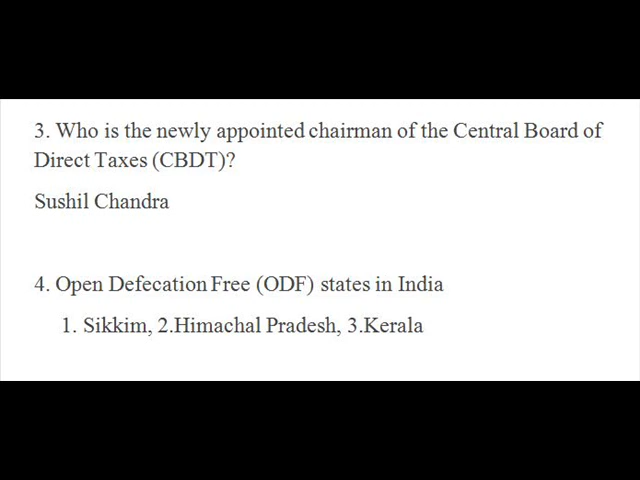 3. Who is the newly appointed chairman of the Central Board of
Direct Taxes (CBDT)?
Sushil Chandra
4. Open Defecation Free (ODF) states in India
1. Sikkim, 2.Himachal Pradesh, 3.Kerala